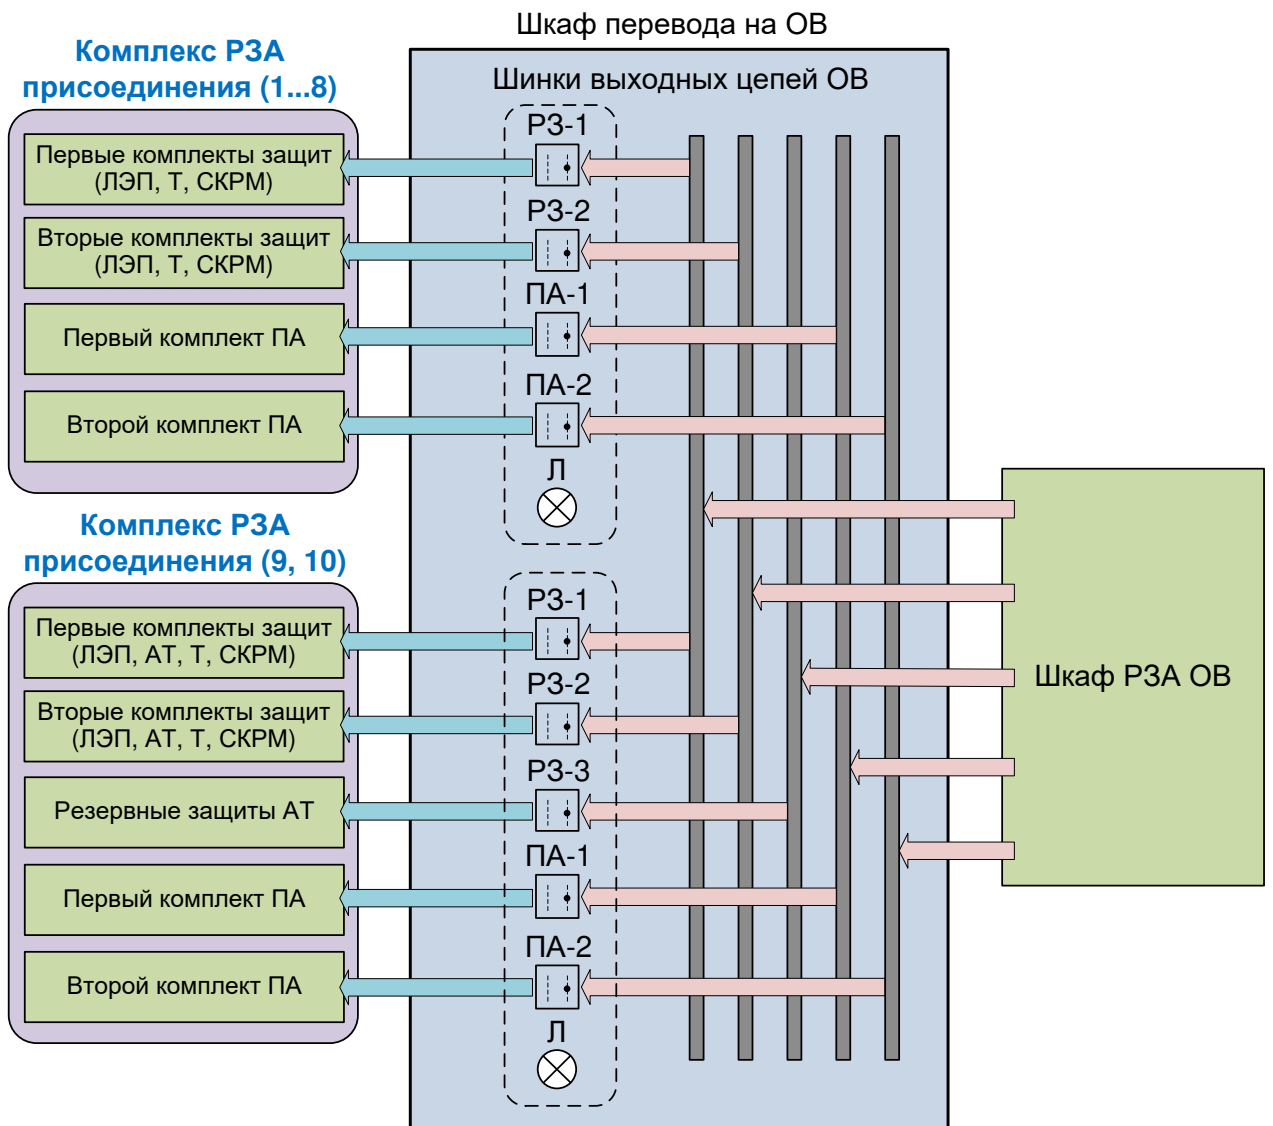 Шкаф перевода на ОВ
Комплекс РЗА
присоединения (1...8)
Шинки выходных цепей ОВ
РЗ-1
Первые комплекты защит
(ЛЭП, Т, СКРМ)
РЗ-2
Вторые комплекты защит
(ЛЭП, Т, СКРМ)
ПА-1
Первый комплект ПА
ПА-2
Второй комплект ПА
Л
Комплекс РЗА
присоединения (9, 10)
РЗ-1
Первые комплекты защит
(ЛЭП, АТ, Т, СКРМ)
РЗ-2
Вторые комплекты защит
(ЛЭП, АТ, Т, СКРМ)
Шкаф РЗА ОВ
РЗ-3
Резервные защиты АТ
ПА-1
Первый комплект ПА
ПА-2
Второй комплект ПА
Л